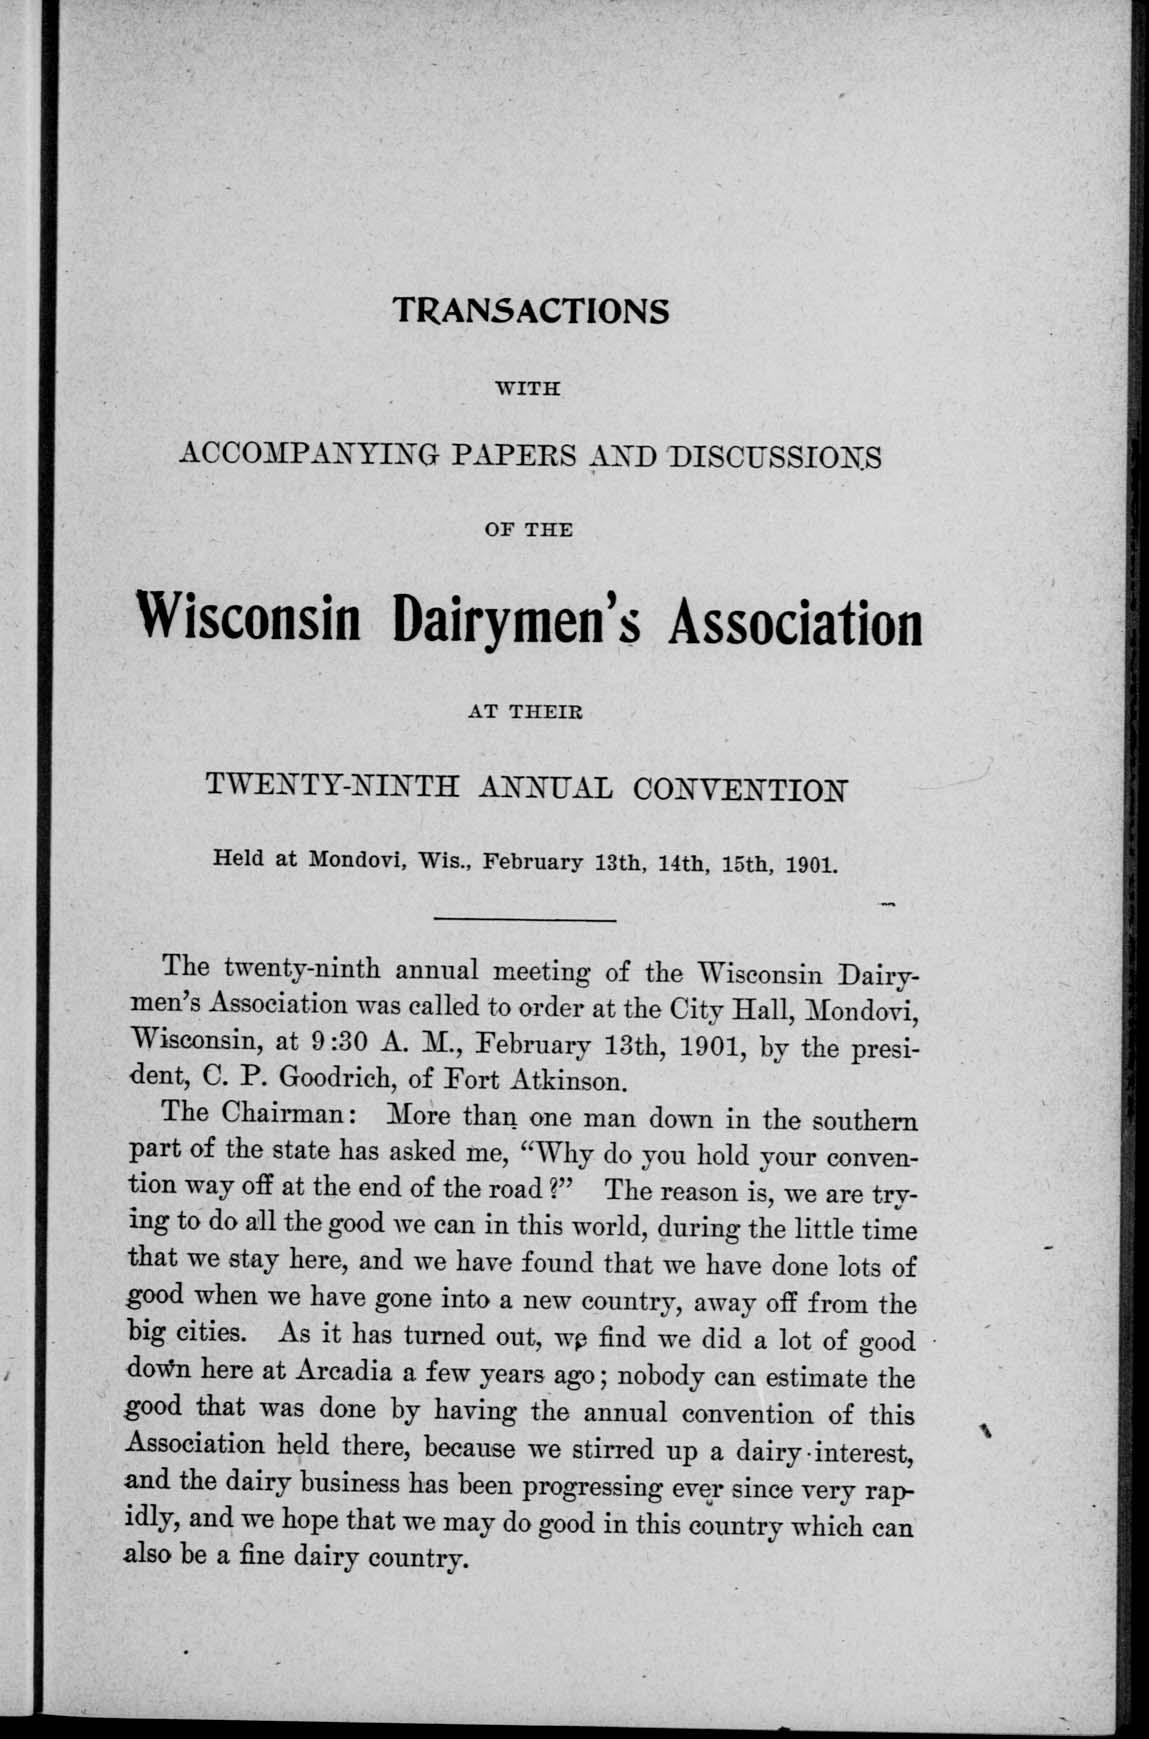 TRANSACTIONS
WITH
ACCOMPANYING PAPERS AND DISCUSSIONS
OF THE
Wisconsin Dairymen's Association
AT THEIR
TWENTY-NINTH ANNUAL CONVENTION
Held at Mondovi, Wis., February 13th, 14th, 15th, 1901.
The twenty-ninth annual meeting of the Wisconsin Dairy-
men's Association was called to order at the City Hall, Mondovi,
Wisconsin, at 9:30 A. M., February 13th, 1901, by the presi-
dent, C. P. Goodrich, of Fort Atkinson.
The Chairman: More than one man down in the southern
part of the state has asked me, “Why do you hold your conven-
tion way off at the end of the road?” The reason is, we are try-
ing to do all the good we can in this world, during the little time
that we stay here, and we have found that we have done lots of
good when we have gone into a new country, away off from the
big cities. As it has turned out, we find we did a lot of good
down here at Arcadia a few years ago; nobody can estimate the
good that was done by having the annual convention of this
Association held there, because we stirred up a dairy interest,
and the dairy business has been progressing ever since very rap-
idly, and we hope that we may do good in this country which can
also be a fine dairy country.